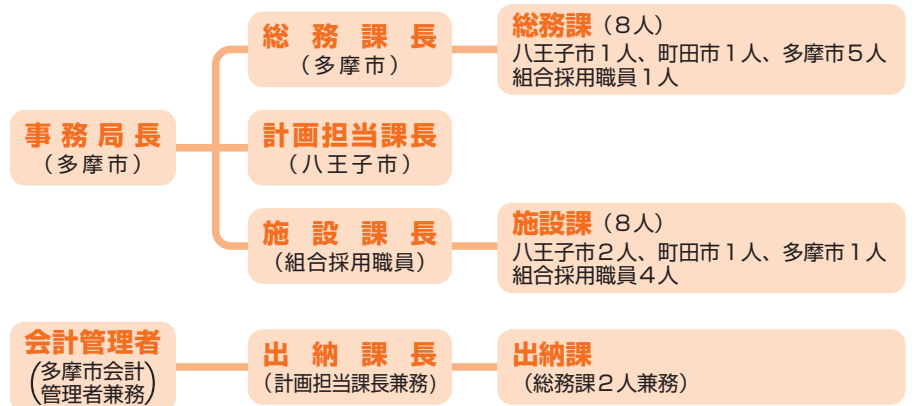 総務課長
（多摩市）
総務課（8人）
八王子市1人、町田市1人、多摩市5人
組合採用職員1人
事務局長
（多摩市）
計画担当課長
（八王子市）
施設課長
（組合採用職員）
施設課（8人）
八王子市2人、町田市1人、多摩市1人
組合採用職員4人
会計管理者
（多摩市会計
管理者兼務）
出納課長
（計画担当課長兼務）
出納課
（総務課2人兼務）